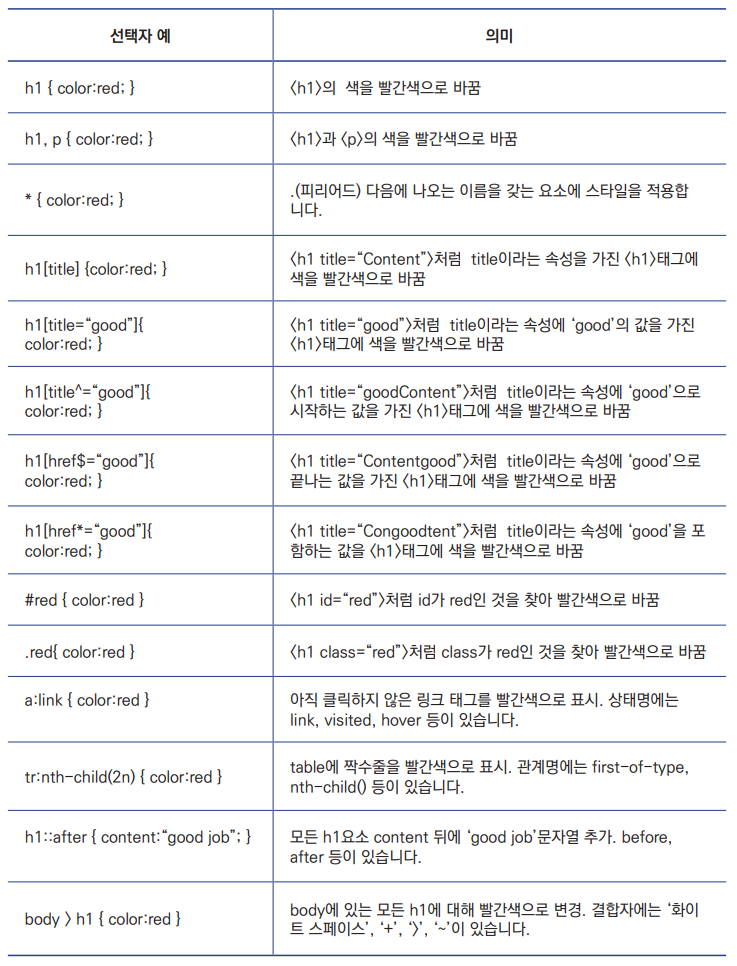 선택자 예
의미
h1 { color:red; }
〈h1〉의  색을 빨간색으로 바꿈
h1, p { color:red; }
〈h1〉과 〈p〉의 색을 빨간색으로 바꿈
* { color:red; }
.(피리어드) 다음에 나오는 이름을 갖는 요소에 스타일을 적용합
니다.
h1[title] {color:red; }
〈h1 title=“Content”〉처럼  title이라는 속성을 가진 〈h1〉태그에
색을 빨간색으로 바꿈
h1[title=“good”]{
color:red; }
〈h1 title=“good”〉처럼  title이라는 속성에 ‘good’의 값을 가진
〈h1〉태그에 색을 빨간색으로 바꿈
h1[title^=“good”]{
color:red; }
〈h1 title=“goodContent”〉처럼  title이라는 속성에 ‘good’으로
시작하는 값을 가진 〈h1〉태그에 색을 빨간색으로 바꿈
h1[href$=“good”]{
color:red; }
〈h1 title=“Contentgood”〉처럼  title이라는 속성에 ‘good’으로
끝나는 값을 가진 〈h1〉태그에 색을 빨간색으로 바꿈
h1[href*=“good”]{
color:red; }
〈h1 title=“Congoodtent”〉처럼  title이라는 속성에 ‘good’을 포
함하는 값을 〈h1〉태그에 색을 빨간색으로 바꿈
#red { color:red }
〈h1 id=“red”〉처럼 id가 red인 것을 찾아 빨간색으로 바꿈
.red{ color:red }
〈h1 class=“red”〉처럼 class가 red인 것을 찾아 빨간색으로 바꿈
a:link { color:red }
아직 클릭하지 않은 링크 태그를 빨간색으로 표시. 상태명에는
link, visited, hover 등이 있습니다.
tr:nth-child(2n) { color:red }
table에 짝수줄을 빨간색으로 표시. 관계명에는 first-of-type,
nth-child() 등이 있습니다.
h1::after { content:“good job”; }
모든 h1요소 content 뒤에 ‘good job’문자열 추가. before,
after 등이 있습니다.
body 〉 h1 { color:red }
body에 있는 모든 h1에 대해 빨간색으로 변경. 결합자에는 ‘화이
트 스페이스’, ‘+’, ‘〉’, ‘~’이 있습니다.